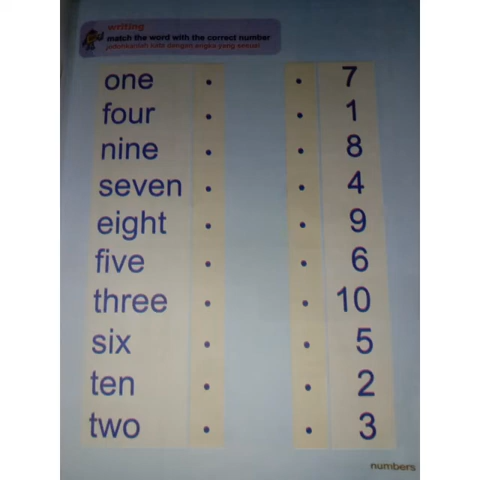 writing
match the word with the correct number
jodohkanlah kata dengan angka yang sesuai
one • • 7
four • • 1
nine • • 8
seven • • 4
eight • • 9
five • • 6
three • • 10
six • • 5
ten • • 2
two • • 3
numbers